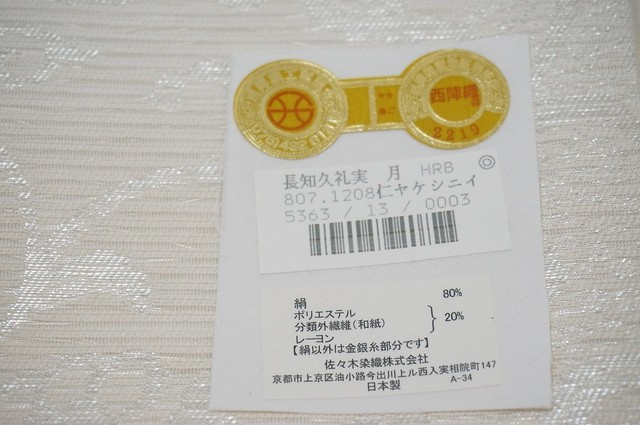 西陣織
2219
長知久礼実 月 HRB ◎
807.1208仁ヤケシニイ
5363 / 13 / 0003
絹 80%
ポリエステル
分類外繊維(和紙) 20%
レーヨン
【絹以外は金銀糸部分です】
佐々木染織株式会社
京都市上京区油小路今出川上ル西入実相院町147
日本製 A-34